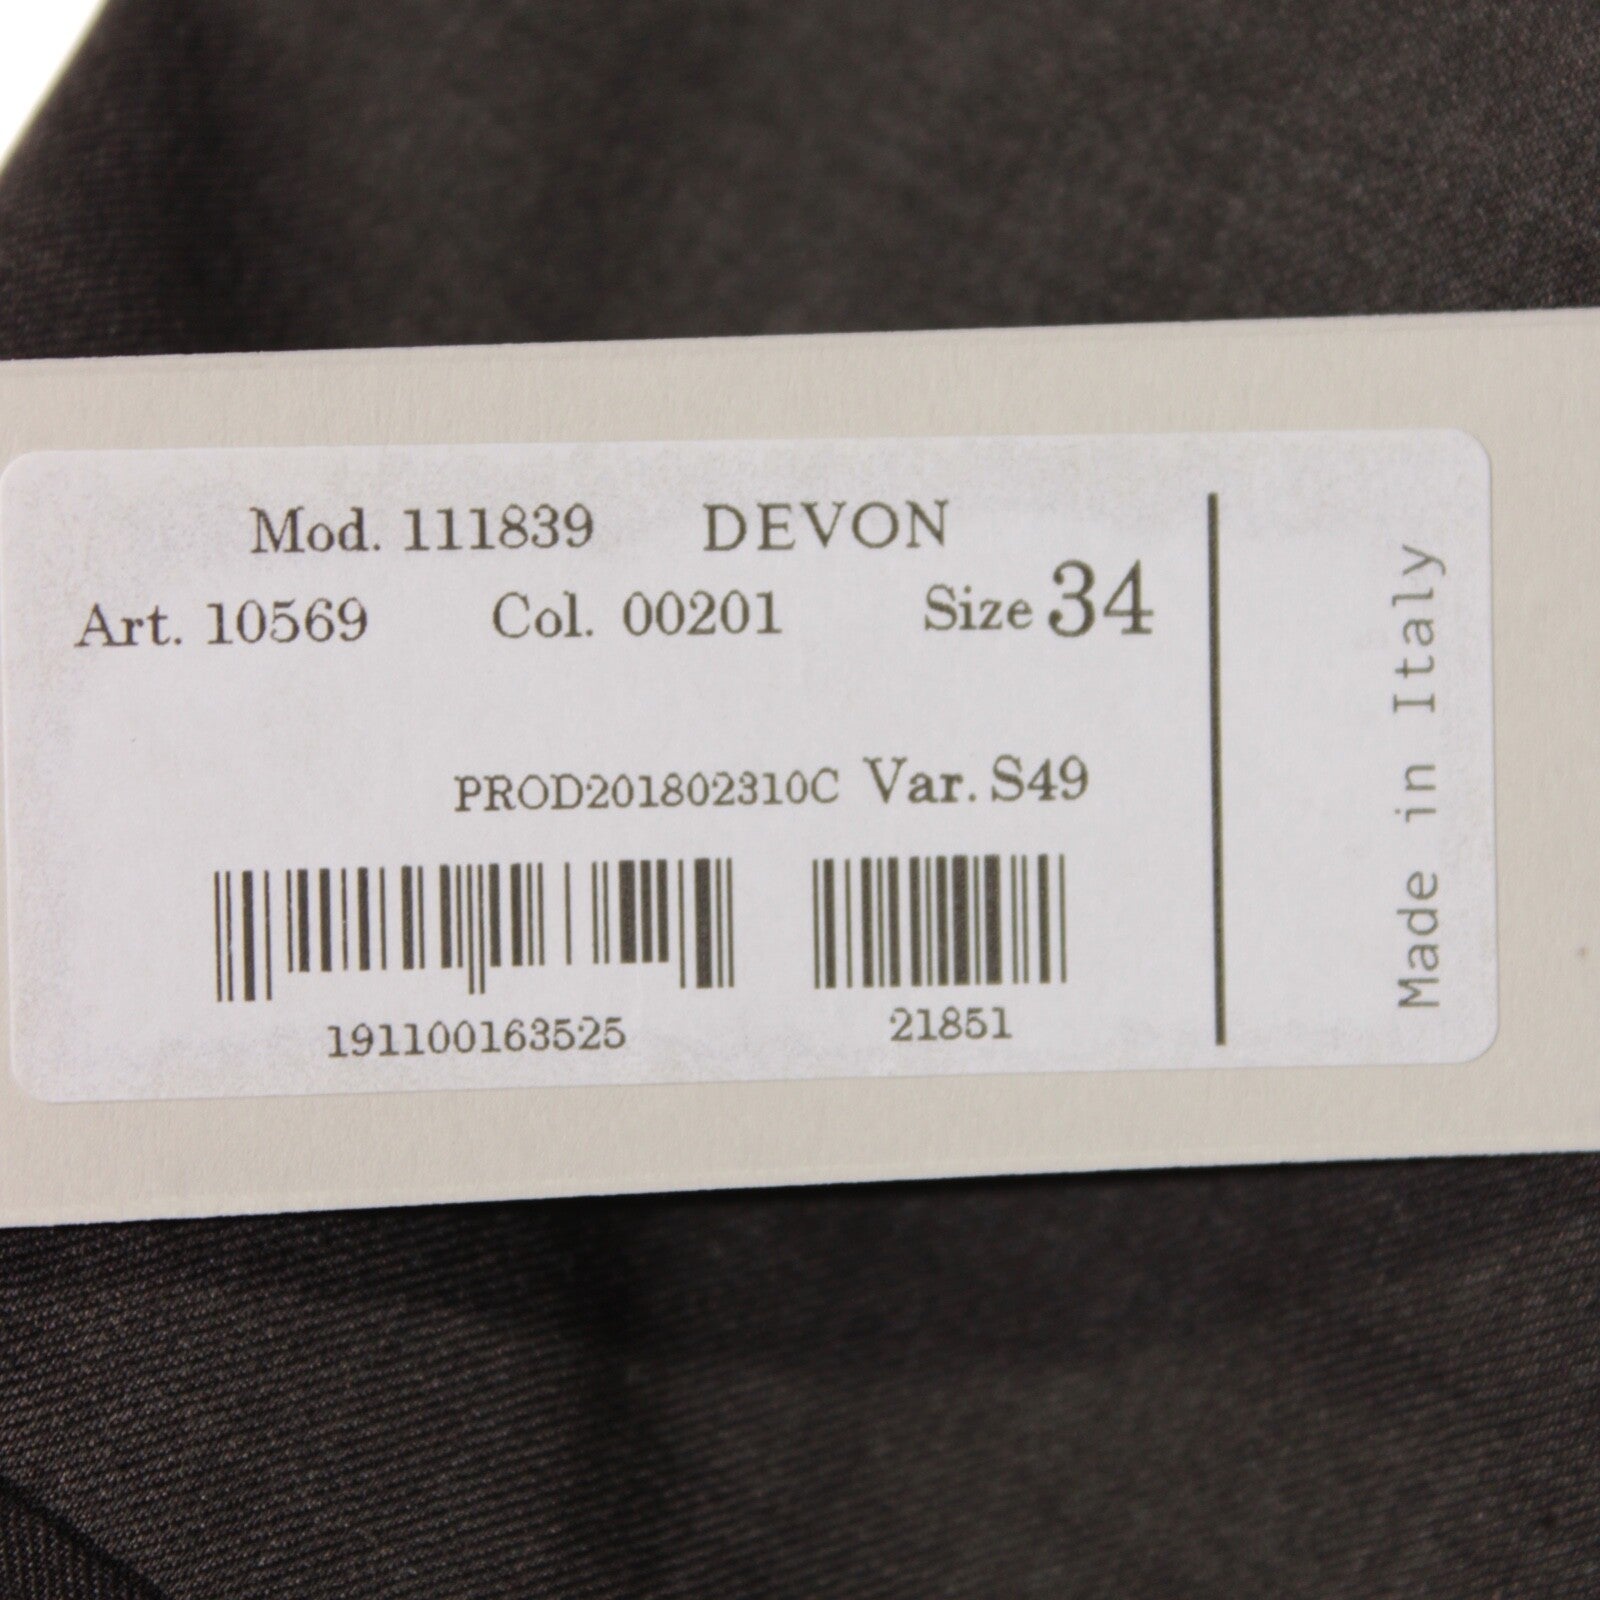 Mod. 111839 DEVON
Art. 10569 Col. 00201 Size 34
PROD201802310C Var. S49
191100163525 21851
Made in Italy